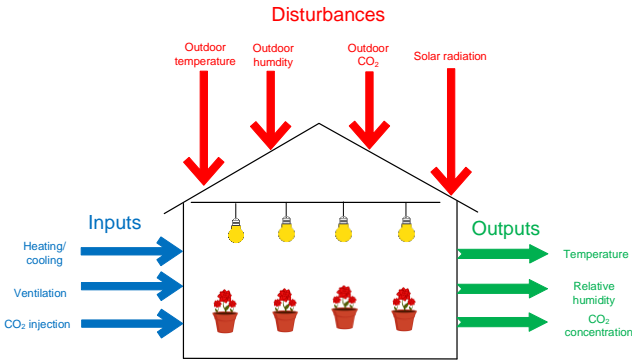 Disturbances
Outdoor
temperature
Outdoor
humdity
Outdoor
CO₂
Solar radiation
Inputs
Heating/
cooling
Ventilation
CO₂ injection
Outputs
Temperature
Relative
humidity
CO₂
concentration